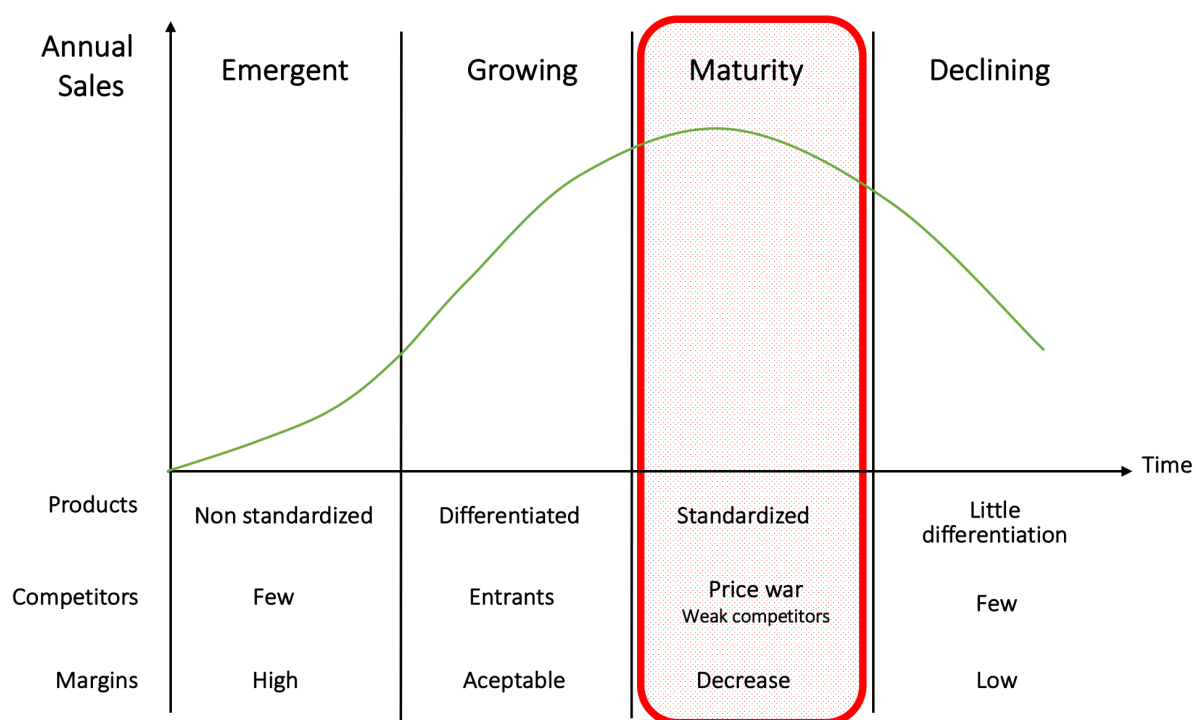 Annual
Sales
Emergent
Growing
Maturity
Declining
Time
Products
Non standardized
Differentiated
Standardized
Little
differentiation
Competitors
Few
Entrants
Price war
Weak competitors
Few
Margins
High
Aceptable
Decrease
Low